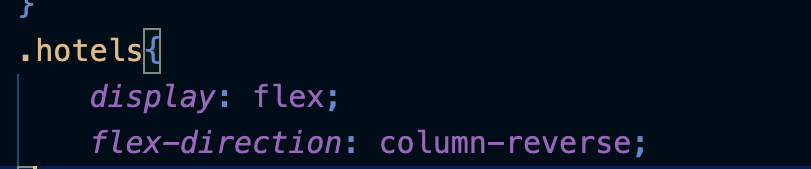 }
.hotels{
display: flex;
flex-direction: column-reverse;